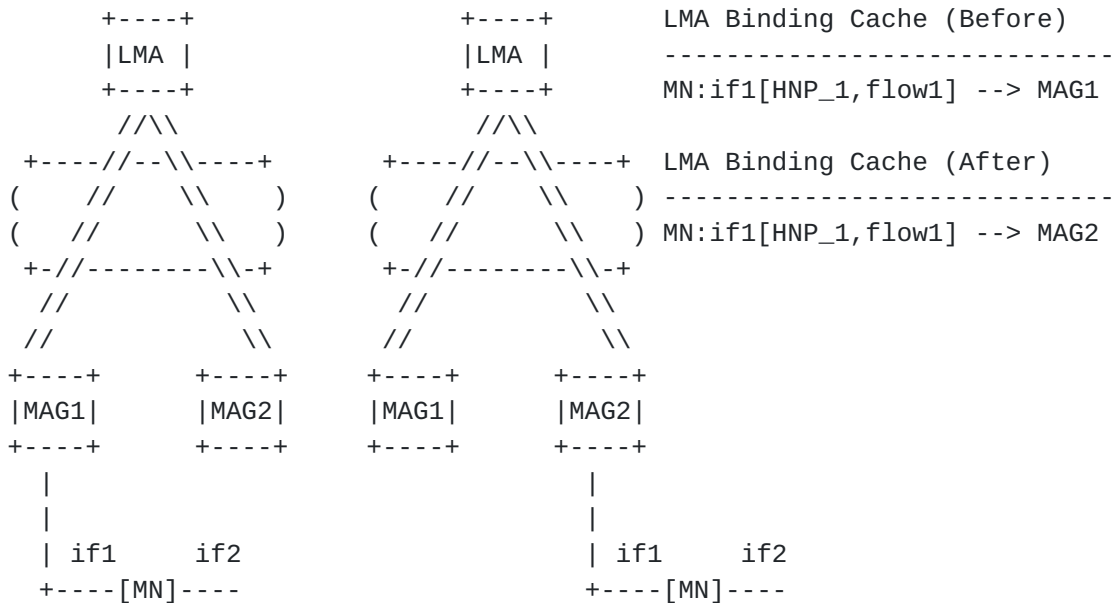 +----+                 +----+       LMA Binding Cache (Before)
      |LMA |                 |LMA |       -----------------------------
      +----+                 +----+       MN:if1[HNP_1,flow1] --> MAG1
       //\\                   //\\
 +----//--\\----+       +----//--\\----+  LMA Binding Cache (After)
(    //    \\    )     (    //    \\    ) -----------------------------
(   //      \\   )     (   //      \\   ) MN:if1[HNP_1,flow1] --> MAG2
 +-//--------\\-+       +-//--------\\-+
  //          \\         //          \\
 //            \\       //            \\
+----+      +----+     +----+      +----+
|MAG1|      |MAG2|     |MAG1|      |MAG2|
+----+      +----+     +----+      +----+
  |                                  |
  |                                  |
  | if1     if2                      | if1     if2
  +----[MN]----                      +----[MN]----